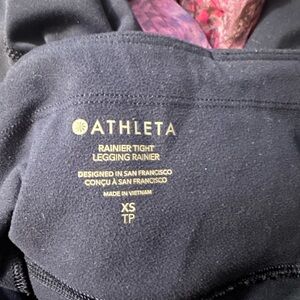 ATHLETA
RAINIER TIGHT
LEGGING RAINIER
DESIGNED IN SAN FRANCISCO
CONÇU À SAN FRANCISCO
MADE IN VIETNAM
XS
TP